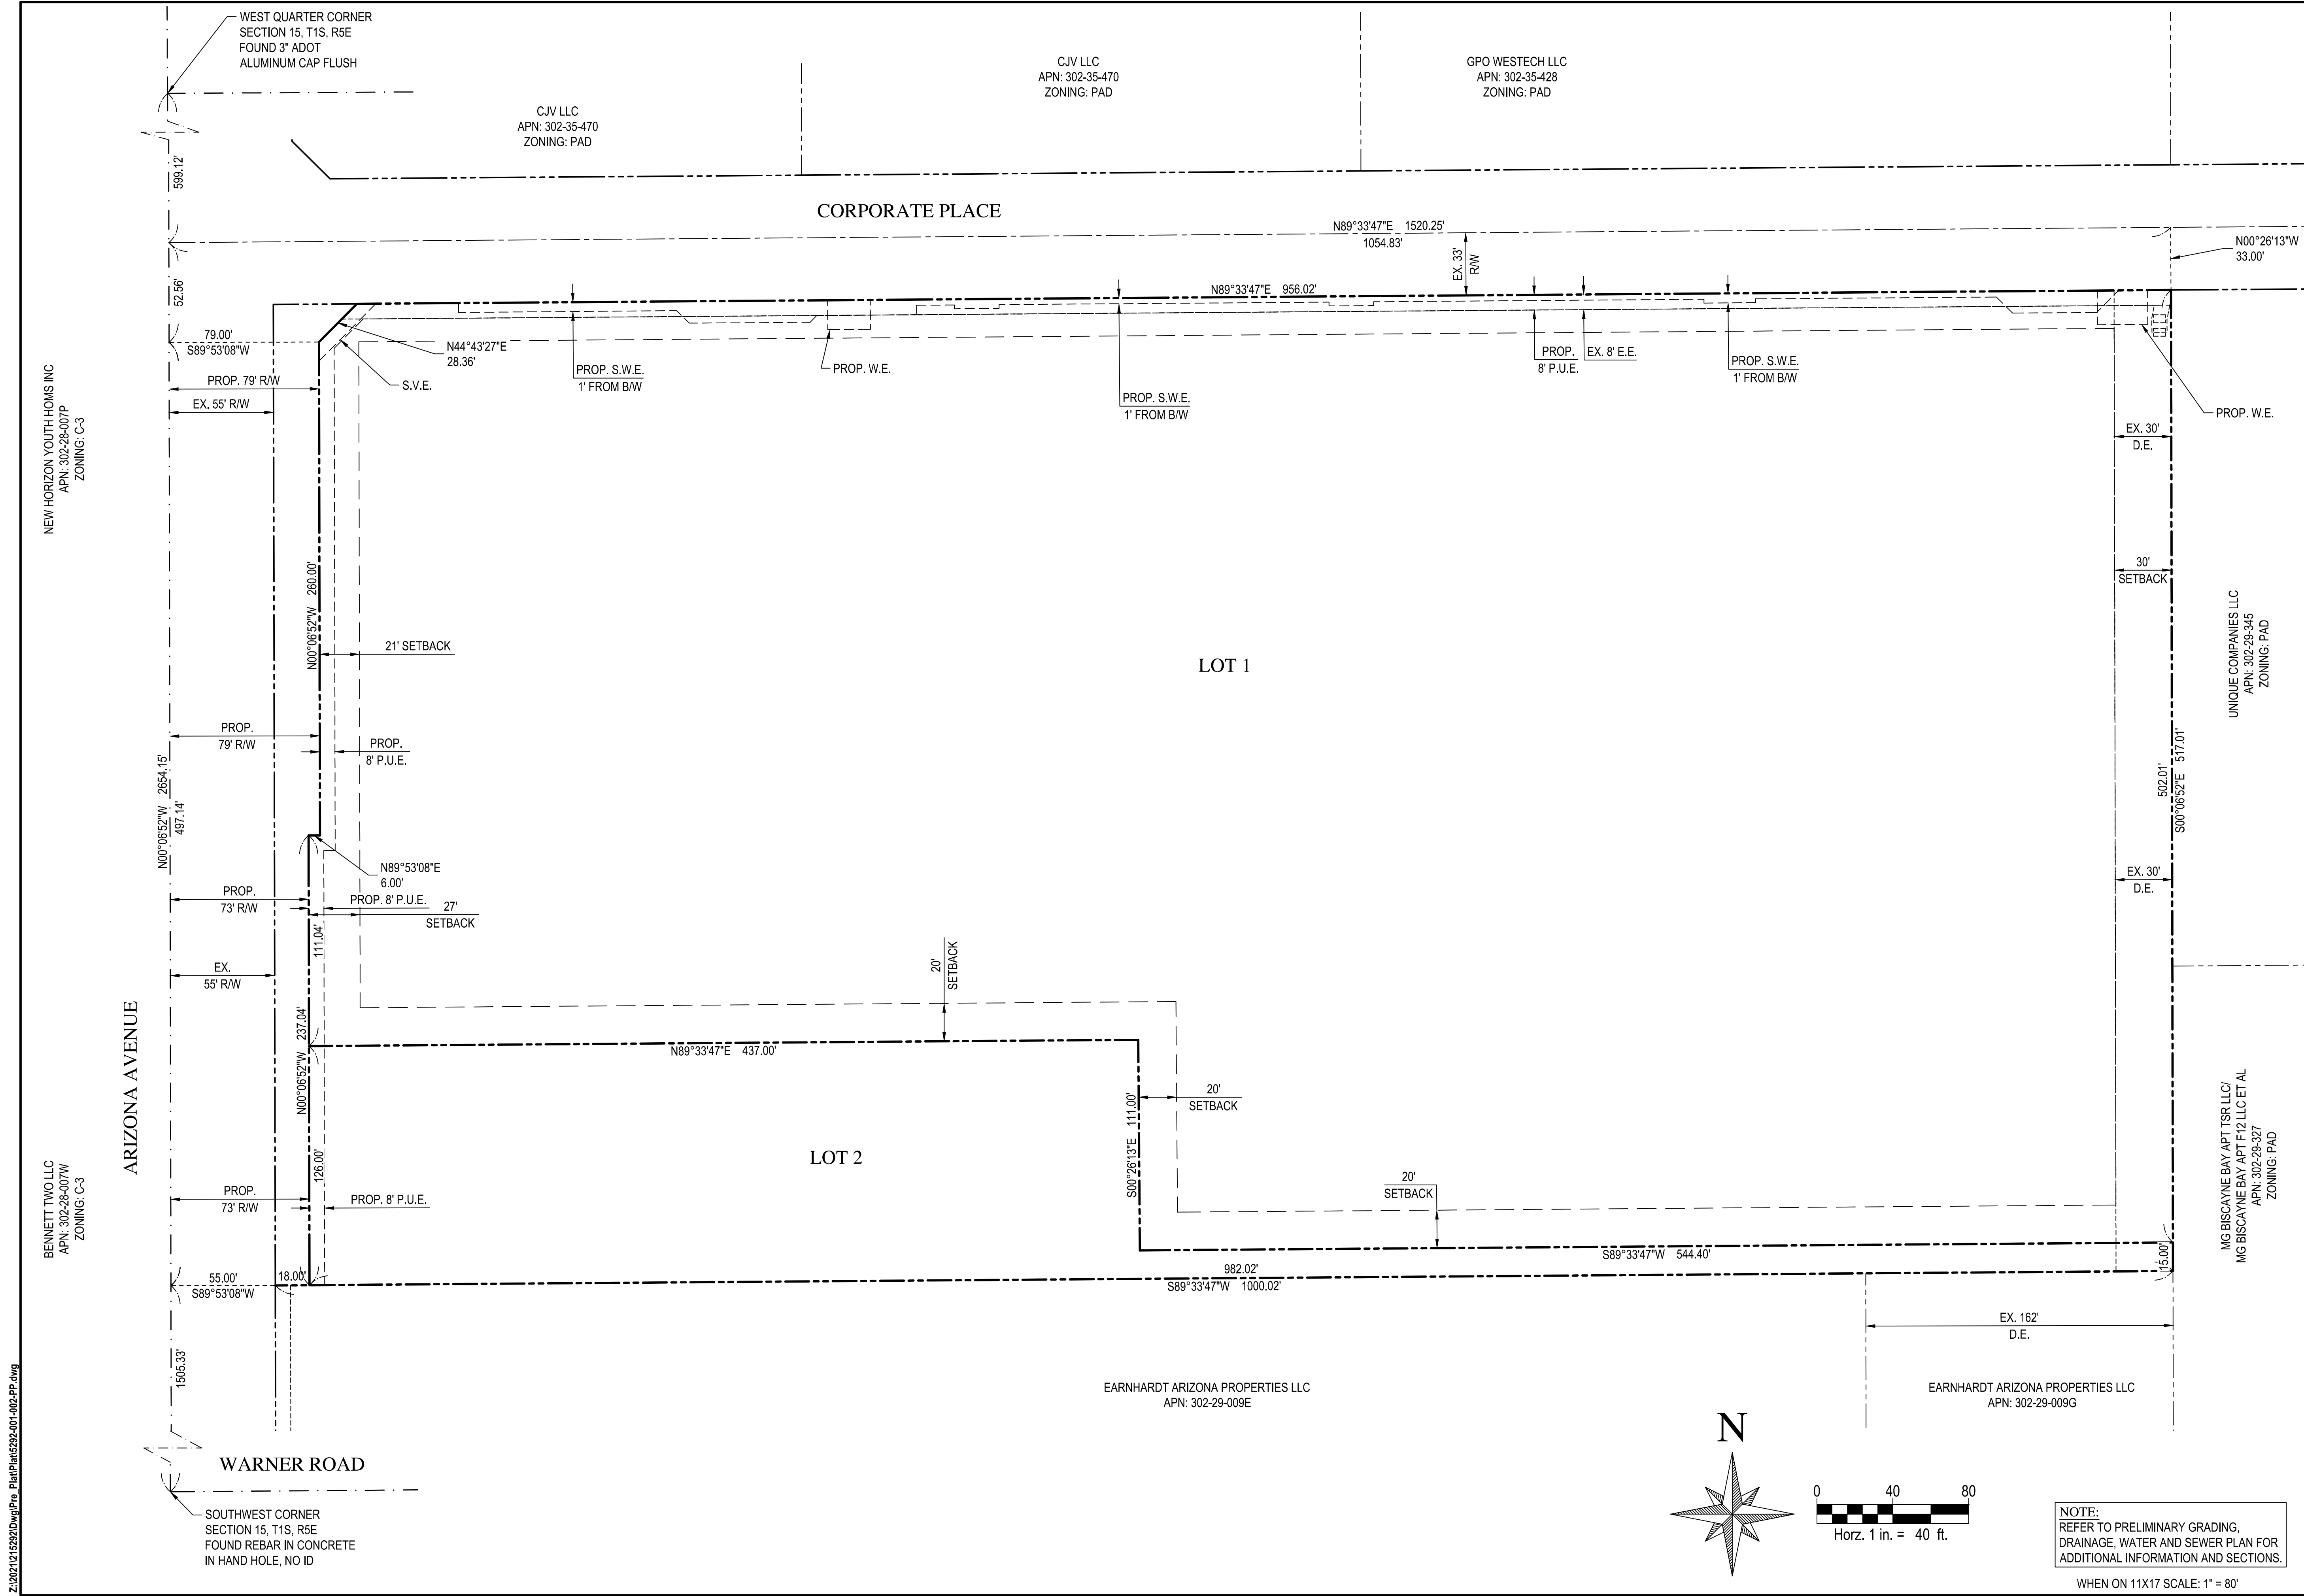 WEST QUARTER CORNER
SECTION 15, T1S, R5E
FOUND 3" ADOT
ALUMINUM CAP FLUSH
CJV LLC
APN: 302-35-470
ZONING: PAD
CJV LLC
APN: 302-35-470
ZONING: PAD
GPO WESTECH LLC
APN: 302-35-428
ZONING: PAD
599.12'
CORPORATE PLACE
N89°33'47"E 1520.25'
1054.83'
EX. 33'
R/W
N00°26'13"W
33.00'
52.56'
N89°33'47"E 956.02'
79.00'
S89°53'08"W
N44°43'27"E
28.36'
PROP. 79' R/W
S.V.E.
EX. 55' R/W
PROP. S.W.E.
1' FROM B/W
PROP. W.E.
PROP. S.W.E.
1' FROM B/W
PROP.
8' P.U.E.
EX. 8' E.E.
PROP. S.W.E.
1' FROM B/W
PROP. W.E.
EX. 30'
D.E.
NEW HORIZON YOUTH HOMS INC
APN: 302-28-007P
ZONING: C-3
N00°06'52"W 260.00'
30'
SETBACK
21' SETBACK
LOT 1
UNIQUE COMPANIES LLC
APN: 302-29-345
ZONING: PAD
PROP.
79' R/W
PROP.
8' P.U.E.
N00°06'52"W 2654.15'
497.14'
502.01'
S00°06'52"E 517.01'
N89°53'08"E
6.00'
PROP.
73' R/W
PROP. 8' P.U.E.
27'
SETBACK
EX. 30'
D.E.
111.04'
20'
SETBACK
EX.
55' R/W
ARIZONA AVENUE
N00°06'52"W 237.04'
N89°33'47"E 437.00'
S00°26'13"E 111.00'
20'
SETBACK
LOT 2
126.00'
BENNETT TWO LLC
APN: 302-28-007W
ZONING: C-3
PROP.
73' R/W
PROP. 8' P.U.E.
20'
SETBACK
MG BISCAYNE BAY APT TSR LLC/
MG BISCAYNE BAY APT F12 LLC ET AL
APN: 302-29-327
ZONING: PAD
S89°33'47"W 544.40'
15.00'
55.00'
S89°53'08"W
18.00'
982.02'
S89°33'47"W 1000.02'
EX. 162'
D.E.
1505.33'
EARNHARDT ARIZONA PROPERTIES LLC
APN: 302-29-009E
EARNHARDT ARIZONA PROPERTIES LLC
APN: 302-29-009G
WARNER ROAD
SOUTHWEST CORNER
SECTION 15, T1S, R5E
FOUND REBAR IN CONCRETE
IN HAND HOLE, NO ID
N
0 40 80
Horz. 1 in. = 40 ft.
NOTE:
REFER TO PRELIMINARY GRADING,
DRAINAGE, WATER AND SEWER PLAN FOR
ADDITIONAL INFORMATION AND SECTIONS.
WHEN ON 11X17 SCALE: 1" = 80'
Z:\2021\215292\Dwg\Pre_Plat\Plat\5292-001-002-PP.dwg